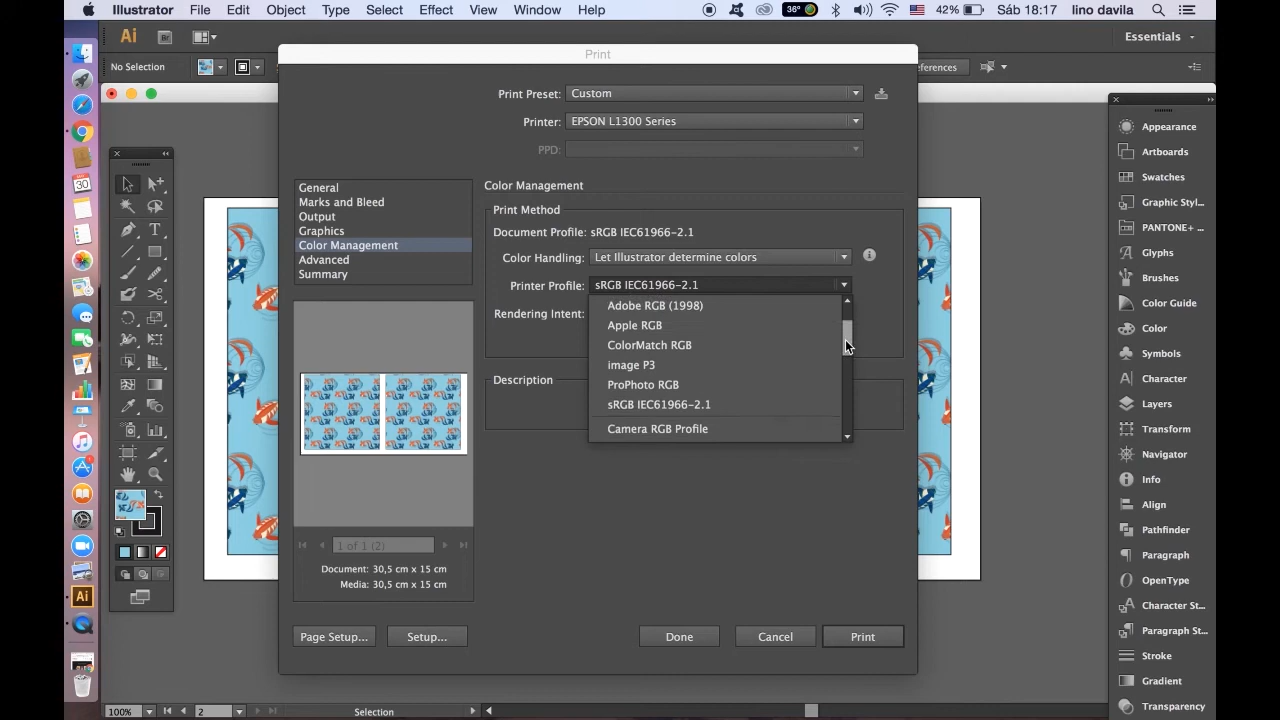 Illustrator File Edit Object Type Select Effect View Window Help 36° 42% Sáb 18:17 lino davila
Ai Br Essentials
No Selection
Print
Print Preset: Custom
Printer: EPSON L1300 Series
PPD:
General
Marks and Bleed
Output
Graphics
Color Management
Advanced
Summary
Color Management
Print Method
Document Profile: sRGB IEC61966-2.1
Color Handling: Let Illustrator determine colors
Printer Profile: sRGB IEC61966-2.1
Rendering Intent:
Adobe RGB (1998)
Apple RGB
ColorMatch RGB
image P3
ProPhoto RGB
sRGB IEC61966-2.1
Camera RGB Profile
Description
1 of 1 (2)
Document: 30,5 cm x 15 cm
Media: 30,5 cm x 15 cm
Page Setup... Setup... Done Cancel Print
eferences
Appearance
Artboards
Swatches
Graphic Styl...
PANTONE+ ...
Glyphs
Brushes
Color Guide
Color
Symbols
Character
Layers
Transform
Navigator
Info
Align
Pathfinder
Paragraph
OpenType
Character St...
Paragraph St...
Stroke
Gradient
Transparency
30
Ai
100% 2 Selection